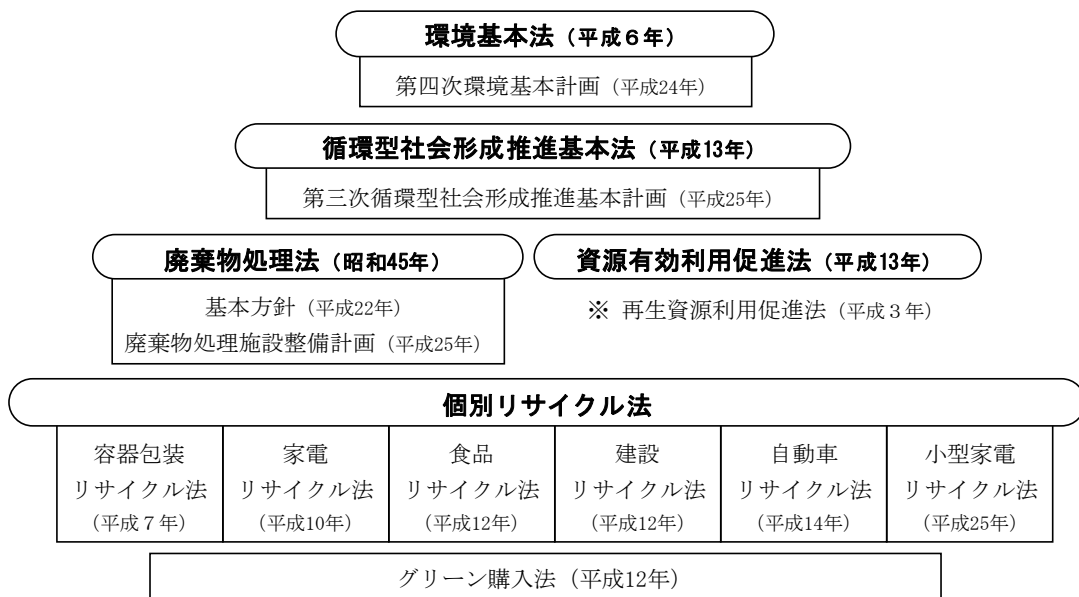 環境基本法（平成６年）
第四次環境基本計画（平成24年）
循環型社会形成推進基本法（平成13年）
第三次循環型社会形成推進基本計画（平成25年）
廃棄物処理法（昭和45年）
基本方針（平成22年）
廃棄物処理施設整備計画（平成25年）
資源有効利用促進法（平成13年）
※ 再生資源利用促進法（平成３年）
個別リサイクル法
容器包装
リサイクル法
（平成７年）
家電
リサイクル法
（平成10年）
食品
リサイクル法
（平成12年）
建設
リサイクル法
（平成12年）
自動車
リサイクル法
（平成14年）
小型家電
リサイクル法
（平成25年）
グリーン購入法（平成12年）